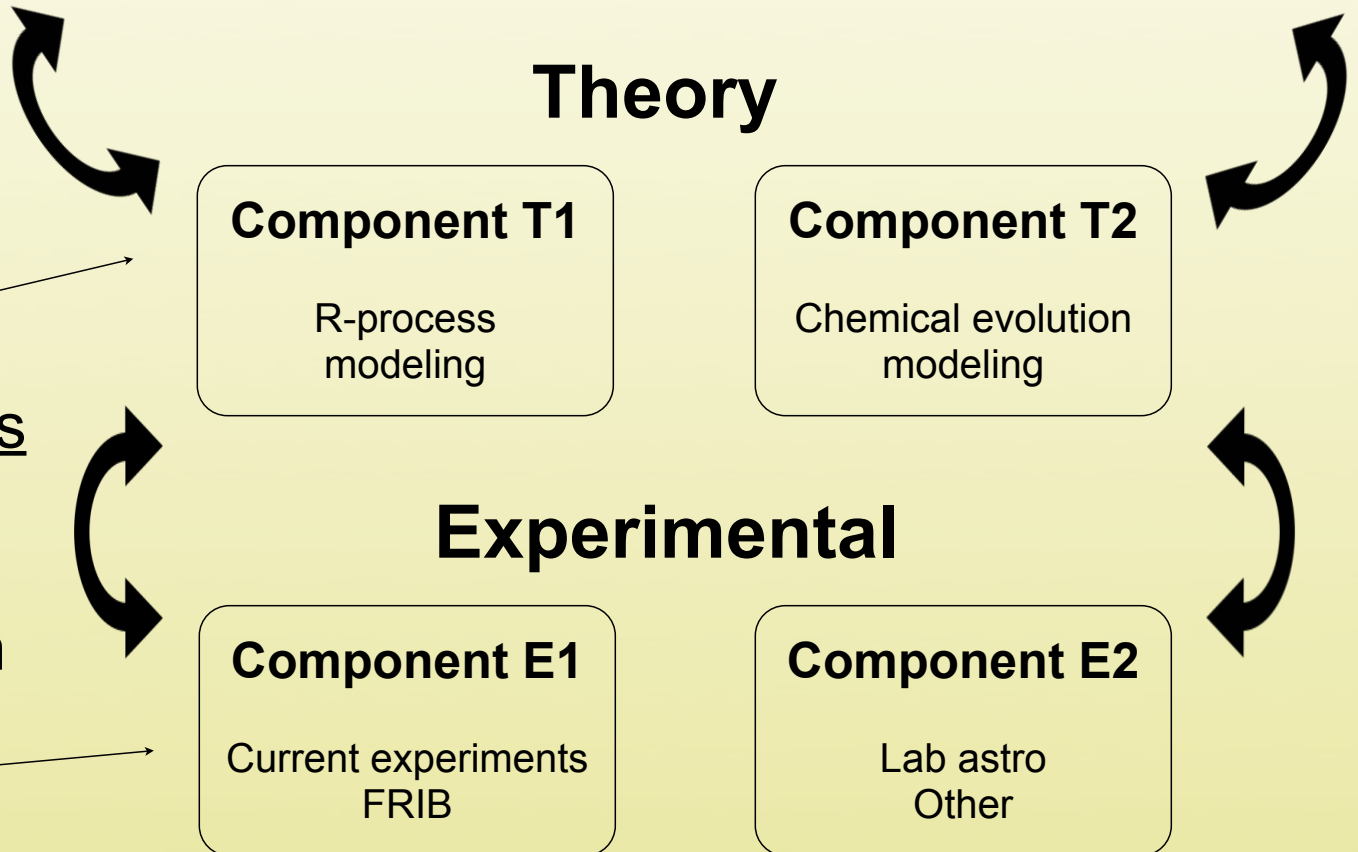 Theory
Component T1
R-process
modeling
Component T2
Chemical evolution
modeling
s
Experimental
Component E1
Current experiments
FRIB
Component E2
Lab astro
Other